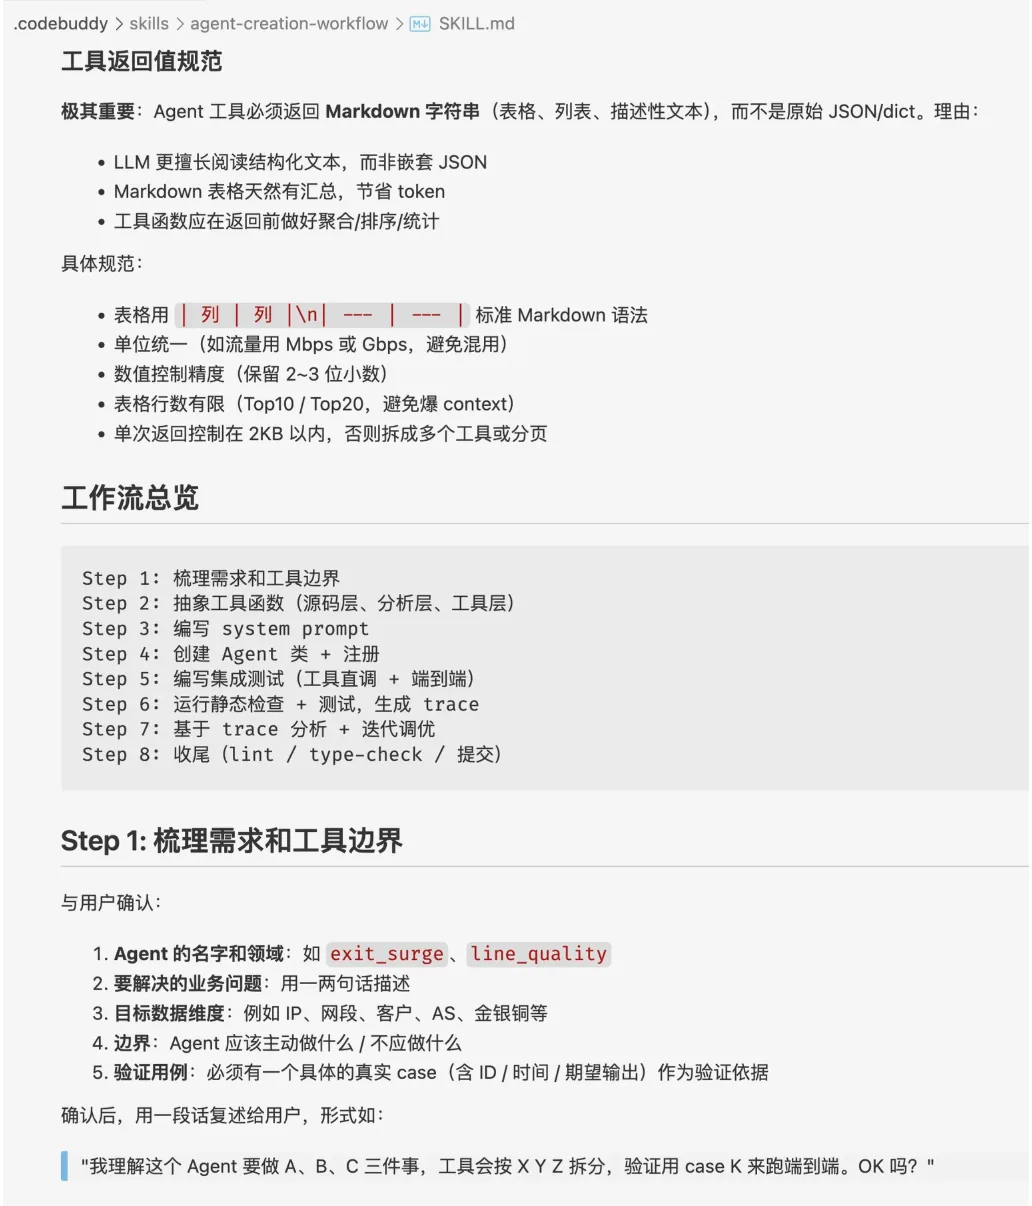 .codebuddy > skills > agent-creation-workflow > M↓ SKILL.md
工具返回值规范
极其重要：Agent 工具必须返回 Markdown 字符串（表格、列表、描述性文本），而不是原始 JSON/dict。理由：
• LLM 更擅长阅读结构化文本，而非嵌套 JSON
• Markdown 表格天然有汇总，节省 token
• 工具函数应在返回前做好聚合/排序/统计
具体规范：
• 表格用 | 列 | 列 |\n| --- | --- | 标准 Markdown 语法
• 单位统一（如流量用 Mbps 或 Gbps，避免混用）
• 数值控制精度（保留 2~3 位小数）
• 表格行数有限（Top10 / Top20，避免爆 context）
• 单次返回控制在 2KB 以内，否则拆成多个工具或分页
工作流总览
Step 1: 梳理需求和工具边界
Step 2: 抽象工具函数（源码层、分析层、工具层）
Step 3: 编写 system prompt
Step 4: 创建 Agent 类 + 注册
Step 5: 编写集成测试（工具直调 + 端到端）
Step 6: 运行静态检查 + 测试，生成 trace
Step 7: 基于 trace 分析 + 迭代调优
Step 8: 收尾（lint / type-check / 提交）
Step 1: 梳理需求和工具边界
与用户确认：
1. Agent 的名字和领域：如 exit_surge、line_quality
2. 要解决的业务问题：用一两句话描述
3. 目标数据维度：例如 IP、网段、客户、AS、金银铜等
4. 边界：Agent 应该主动做什么 / 不应做什么
5. 验证用例：必须有一个具体的真实 case（含 ID / 时间 / 期望输出）作为验证依据
确认后，用一段话复述给用户，形式如：
"我理解这个 Agent 要做 A、B、C 三件事，工具会按 X Y Z 拆分，验证用 case K 来跑端到端。OK 吗？"